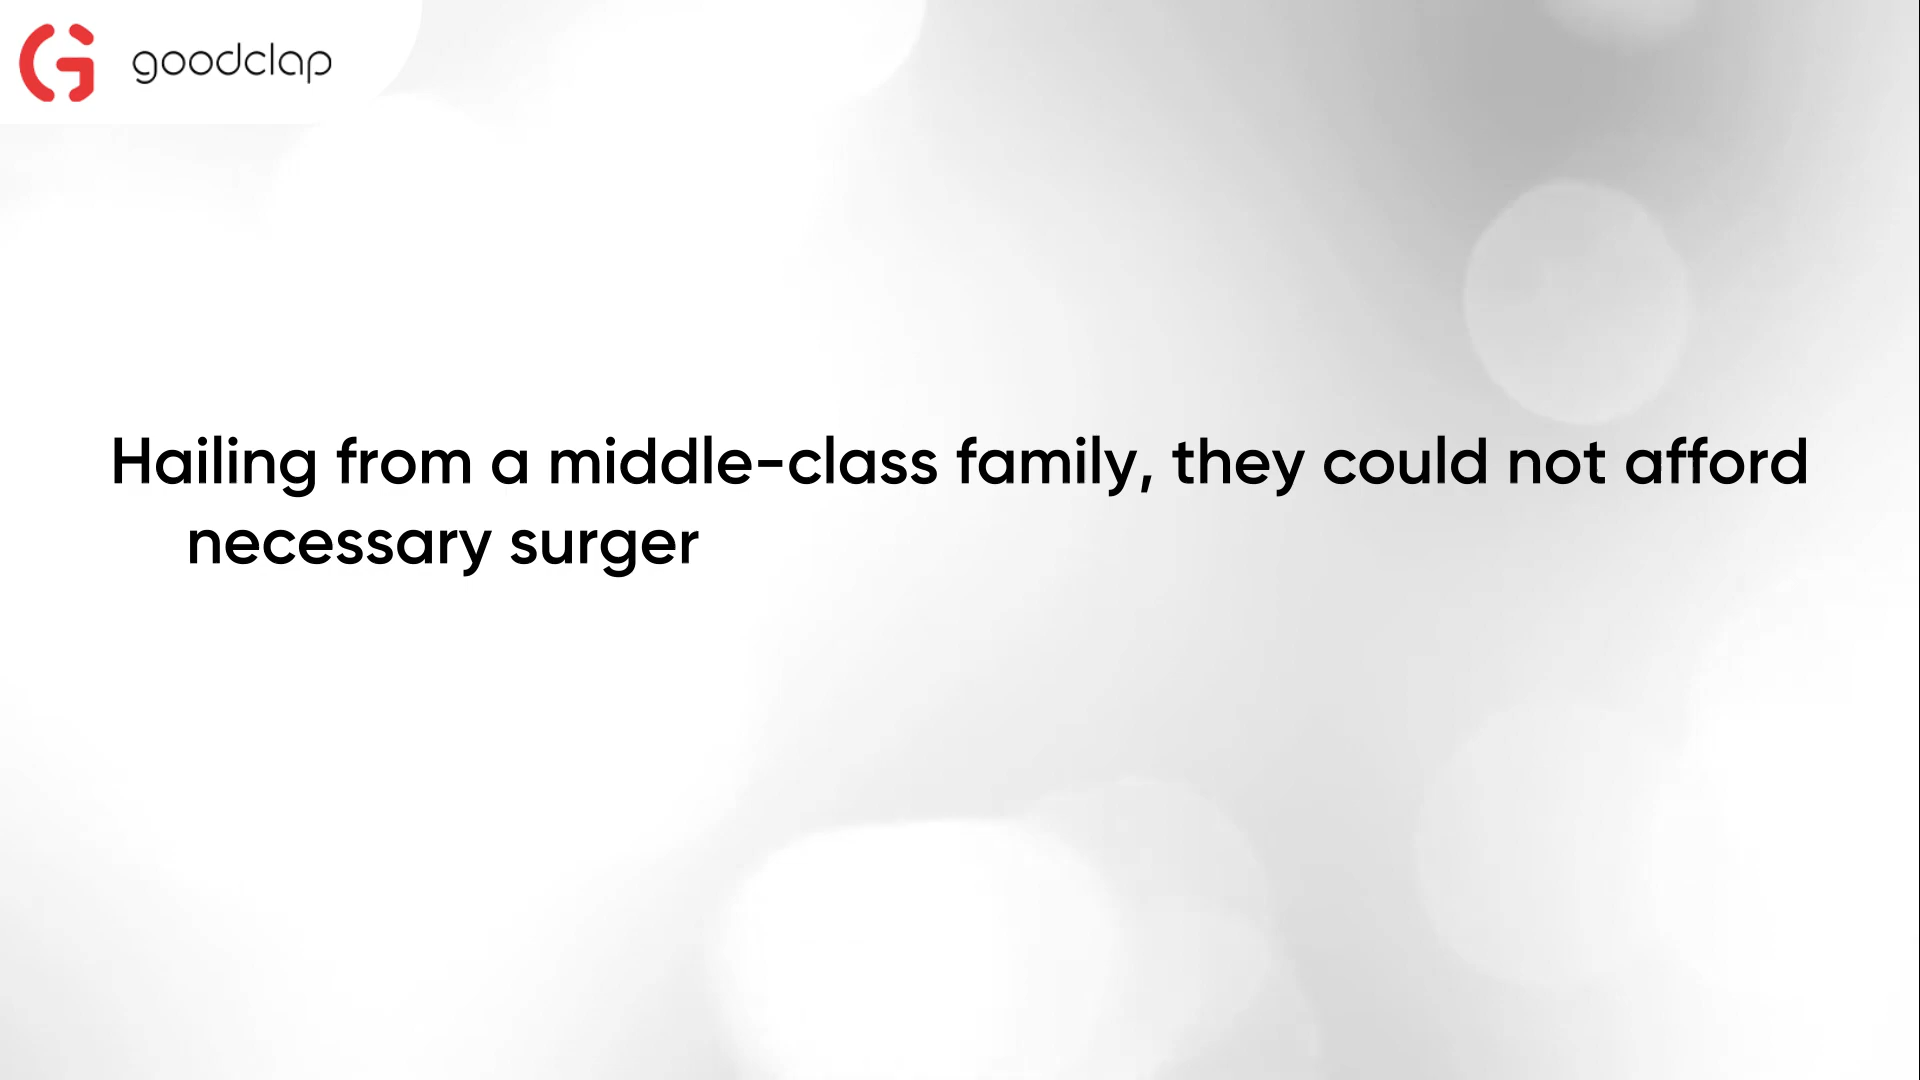 goodclap
Hailing from a middle-class family, they could not afford
necessary surger